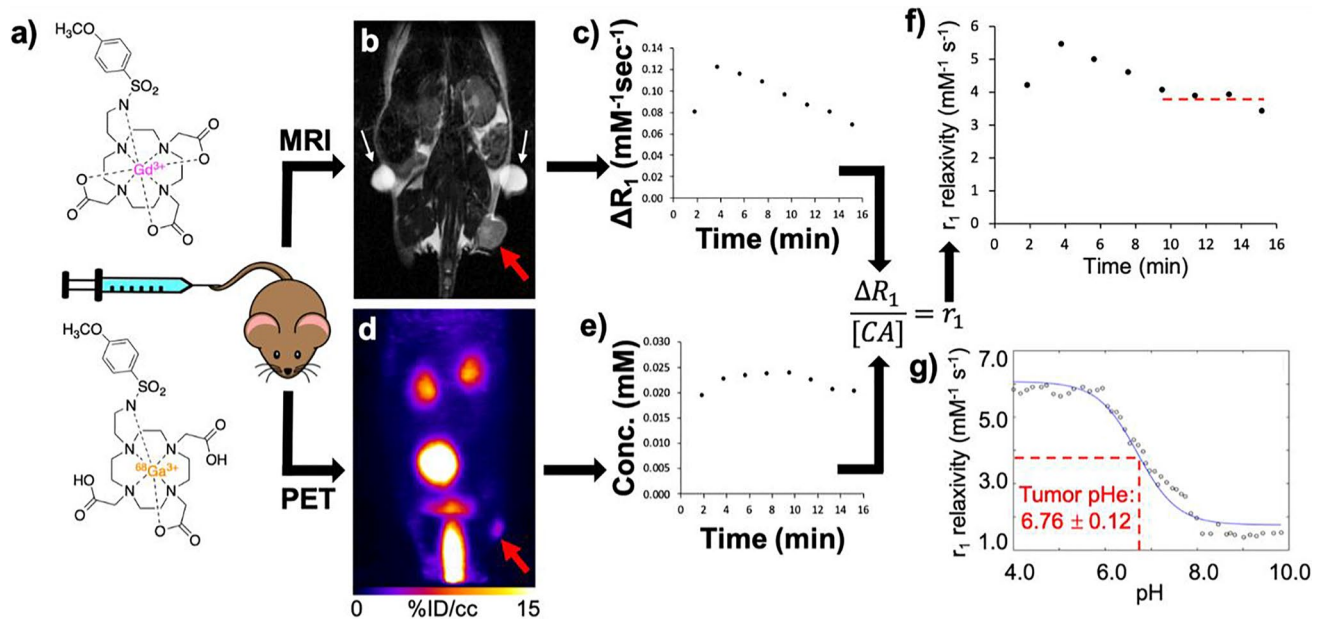 a)
H₃CO
SO₂
N
N
N
N
N
O
O
O
O
O
O
Gd³⁺
MRI
b
c)
ΔR₁ (mM⁻¹sec⁻¹)
0.14
0.12
0.10
0.08
0.06
0.04
0.02
0.00
0 2 4 6 8 10 12 14 16
Time (min)
f)
r₁ relaxivity (mM⁻¹ s⁻¹)
6
5
4
3
2
1
0
0 2 4 6 8 10 12 14 16
Time (min)
H₃CO
SO₂
N
N
N
N
N
O
OH
HO
O
O
O
⁶⁸Ga³⁺
PET
d
0 %ID/cc 15
e)
Conc. (mM)
0.030
0.025
0.020
0.015
0.010
0.005
0.000
0 2 4 6 8 10 12 14 16
Time (min)
ΔR₁
[CA]
= r₁
g)
r₁ relaxivity (mM⁻¹ s⁻¹)
7.0
5.0
3.0
1.0
Tumor pHe:
6.76 ± 0.12
4.0 6.0 8.0 10.0
pH